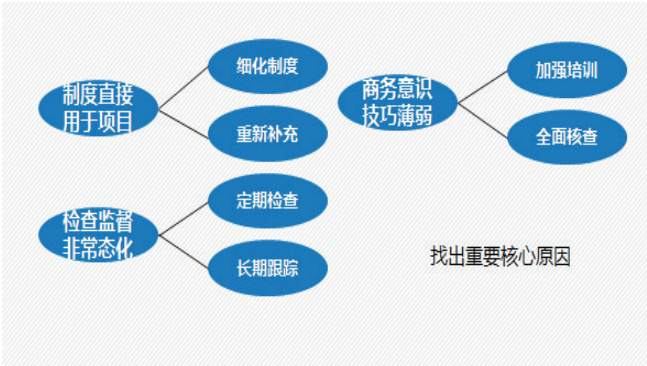 制度直接
用于项目
细化制度
重新补充
商务意识
技巧薄弱
加强培训
全面核查
检查监督
非常态化
定期检查
长期跟踪
找出重要核心原因